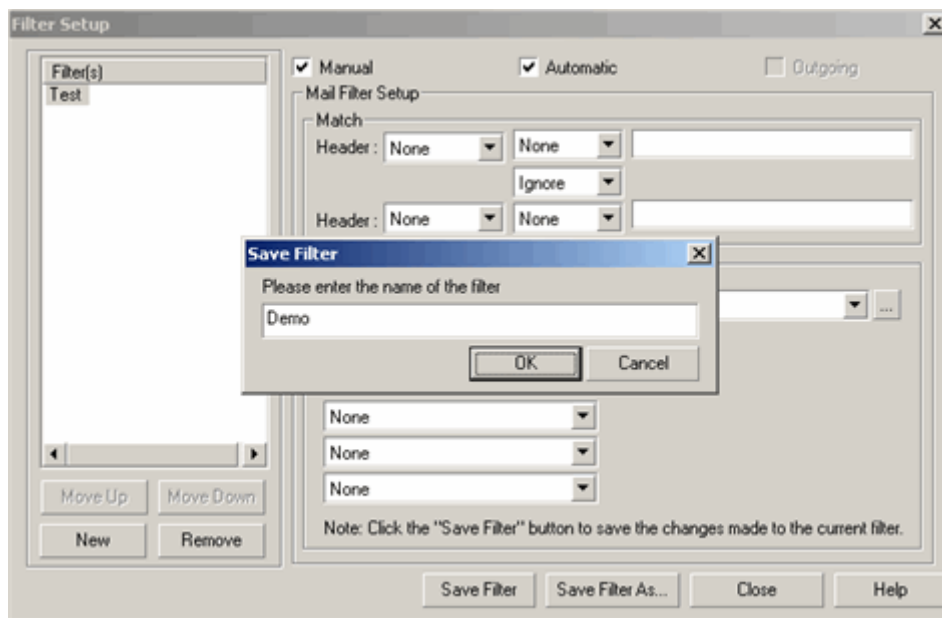 Filter Setup
Filter(s)
Test
Manual
Automatic
Outgoing
Mail Filter Setup
Match
Header : None None
Ignore
Header : None None
Save Filter
Please enter the name of the filter
Demo
OK Cancel
...
None
None
None
Note: Click the "Save Filter" button to save the changes made to the current filter.
Move Up Move Down
New Remove
Save Filter Save Filter As... Close Help